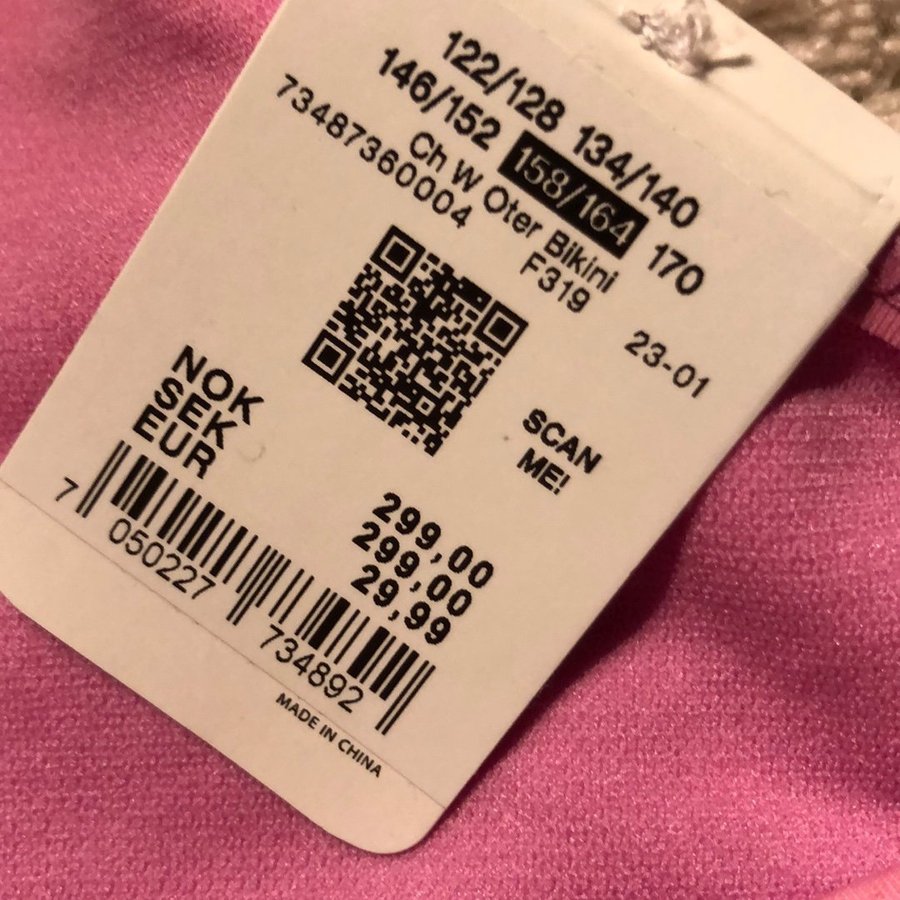 122/128 134/140
146/152 158/164 170
Ch W Oter Bikini
73487360004 F319
23-01
SCAN
ME!
NOK 299,00
SEK 299,00
EUR 29,99
7 050227 734892
MADE IN CHINA